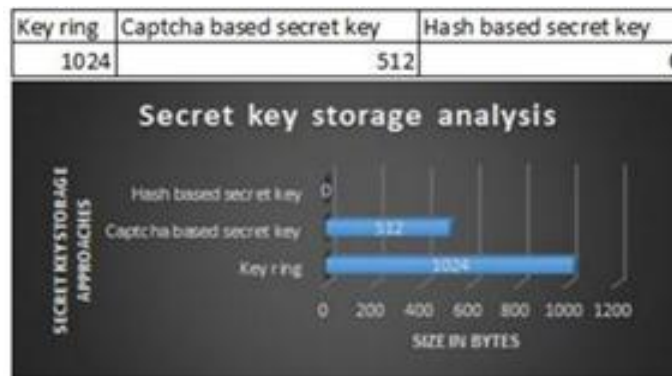 Key ring Captcha based secret key Hash based secret key
1024 512 0
Secret key storage analysis
SECRET KEY STORAGE
APPROACHES
Hash based secret key 0
Captcha based secret key 512
Key ring 1024
0 200 400 600 800 1000 1200
SIZE IN BYTES